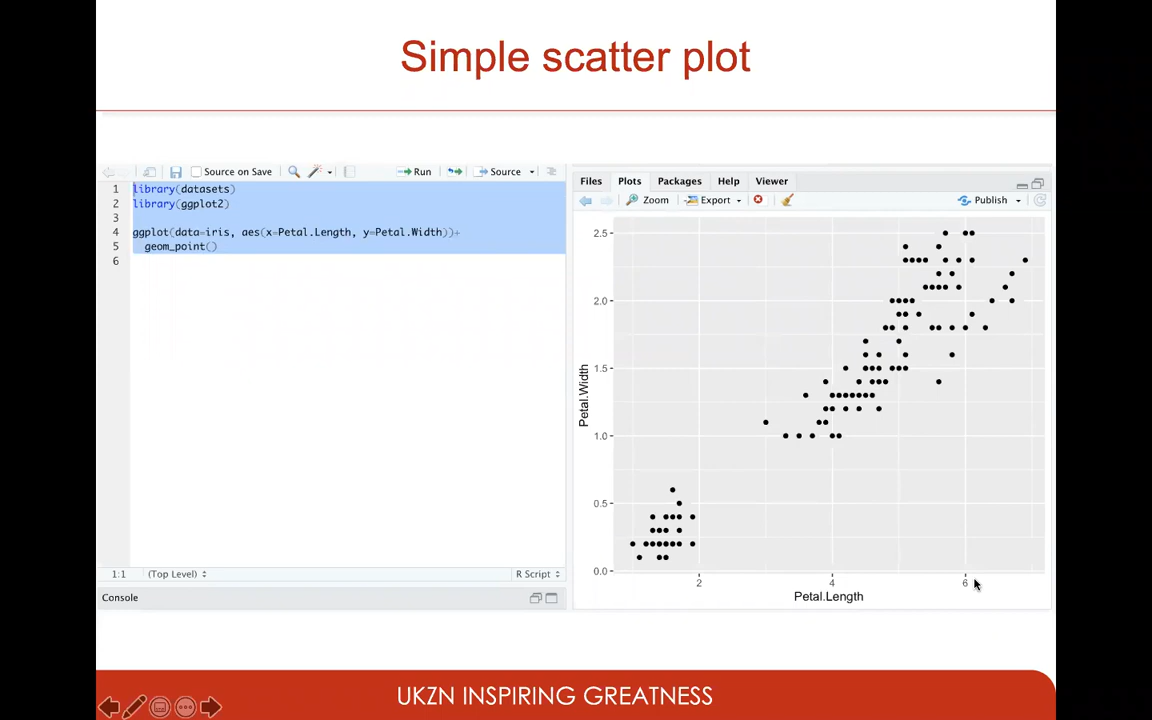 Simple scatter plot
Source on Save
Run
Source
1 library(datasets)
2 library(ggplot2)
3
4 ggplot(data=iris, aes(x=Petal.Length, y=Petal.Width))+
5 geom_point()
6
1:1 (Top Level) R Script
Console
Files Plots Packages Help Viewer
Zoom Export Publish
2.5
2.0
1.5
1.0
0.5
0.0
Petal.Width
2 4 6
Petal.Length
UKZN INSPIRING GREATNESS